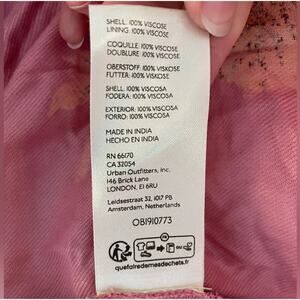 SHELL: 100% VISCOSE
LINING: 100% VISCOSE
COQUILLE: 100% VISCOSE
DOUBLURE: 100% VISCOSE
OBERSTOFF: 100% VISKOSE
FUTTER: 100% VISKOSE
SHELL: 100% VISCOSA
FODERA: 100% VISCOSA
EXTERIOR: 100% VISCOSA
FORRO: 100% VISCOSA
MADE IN INDIA
HECHO EN INDIA
RN 66170
CA 32054
Urban Outfitters, Inc.
146 Brick Lane
LONDON, E1 6RU
Leidsestraat 32, 1017 PB
Amsterdam, Netherlands
OB1910773
FR
OU
quefairedemesdechets.fr